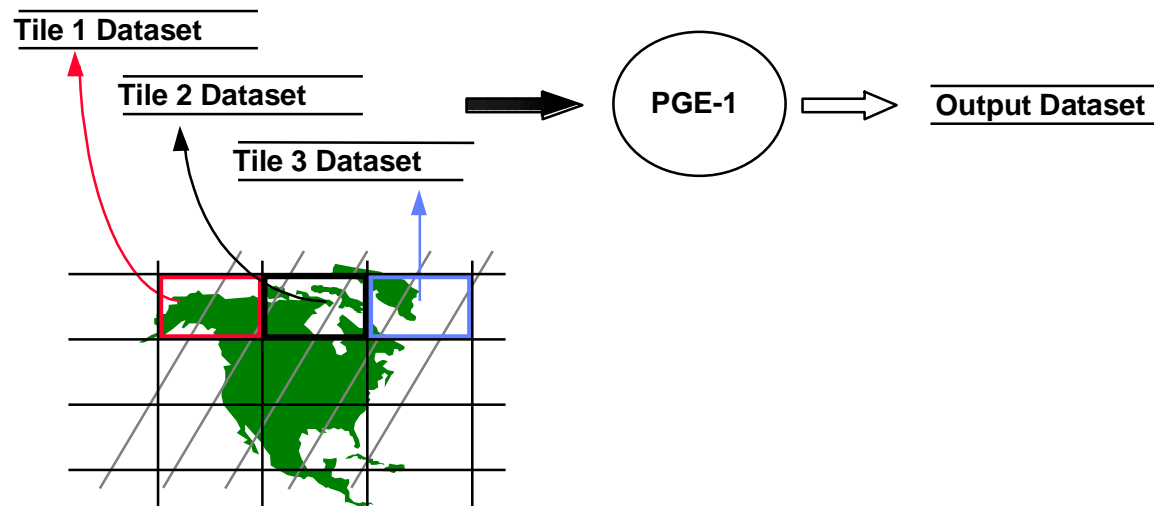 Tile 1 Dataset
Tile 2 Dataset
Tile 3 Dataset
PGE-1
Output Dataset